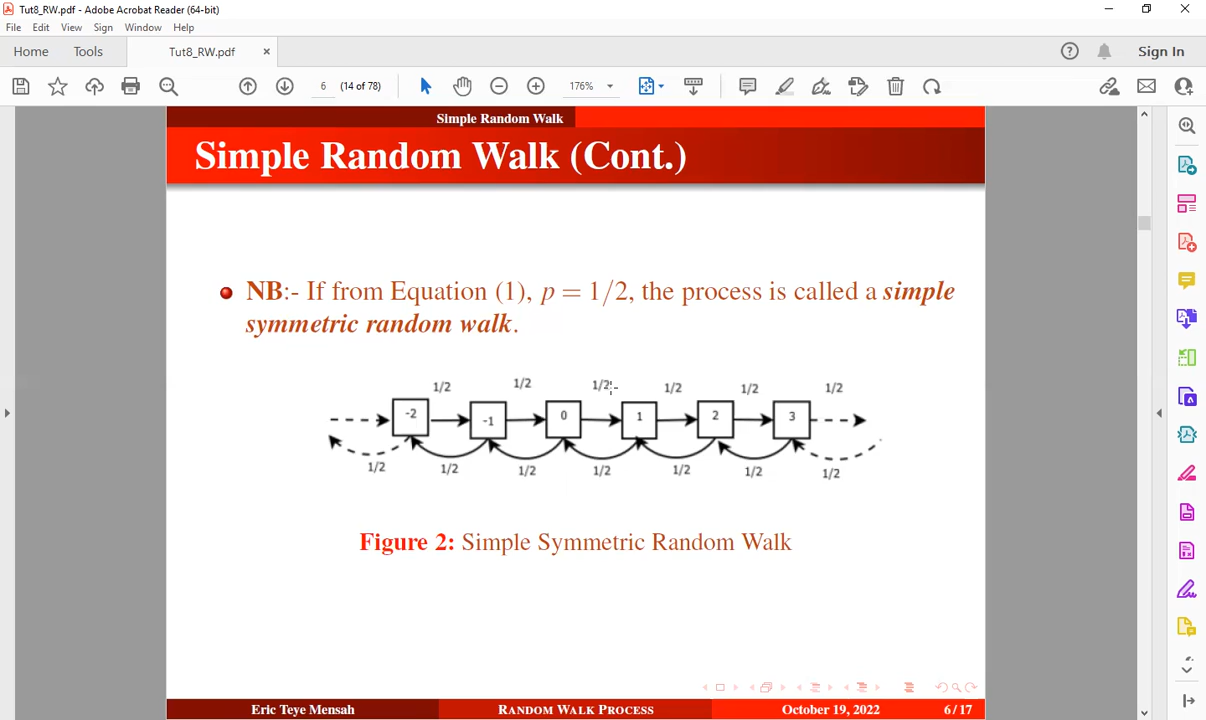 Tut8_RW.pdf - Adobe Acrobat Reader (64-bit)
File Edit View Sign Window Help
Home Tools Tut8_RW.pdf × Sign In
6 (14 of 78) 176%
Simple Random Walk
Simple Random Walk (Cont.)
NB:- If from Equation (1), p = 1/2, the process is called a simple
symmetric random walk.
1/2 1/2 1/2 1/2 1/2 1/2
-2 -1 0 1 2 3
1/2 1/2 1/2 1/2 1/2 1/2 1/2
Figure 2: Simple Symmetric Random Walk
Eric Teye Mensah RANDOM WALK PROCESS October 19, 2022 6 / 17